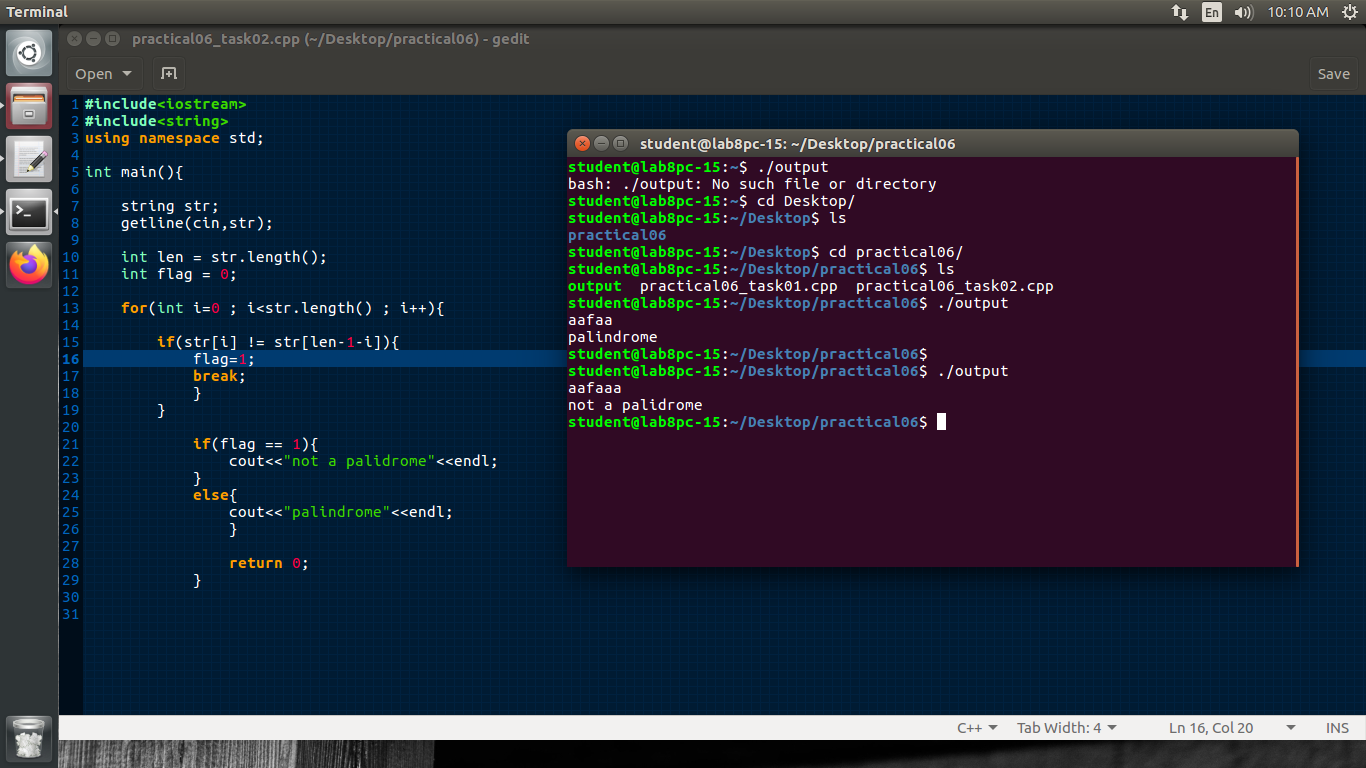 Terminal
En
10:10 AM
practical06_task02.cpp (~/Desktop/practical06) - gedit
Open
Save
1 #include<iostream>
2 #include<string>
3 using namespace std;
4
5 int main(){
6
7 string str;
8 getline(cin,str);
9
10 int len = str.length();
11 int flag = 0;
12
13 for(int i=0 ; i<str.length() ; i++){
14
15 if(str[i] != str[len-1-i]){
16 flag=1;
17 break;
18 }
19 }
20
21 if(flag == 1){
22 cout<<"not a palidrome"<<endl;
23 }
24 else{
25 cout<<"palindrome"<<endl;
26 }
27
28 return 0;
29 }
30
31
student@lab8pc-15: ~/Desktop/practical06
student@lab8pc-15:~$ ./output
bash: ./output: No such file or directory
student@lab8pc-15:~$ cd Desktop/
student@lab8pc-15:~/Desktop$ ls
practical06
student@lab8pc-15:~/Desktop$ cd practical06/
student@lab8pc-15:~/Desktop/practical06$ ls
output practical06_task01.cpp practical06_task02.cpp
student@lab8pc-15:~/Desktop/practical06$ ./output
aafaa
palindrome
student@lab8pc-15:~/Desktop/practical06$
student@lab8pc-15:~/Desktop/practical06$ ./output
aafaaa
not a palidrome
student@lab8pc-15:~/Desktop/practical06$
C++
Tab Width: 4
Ln 16, Col 20
INS